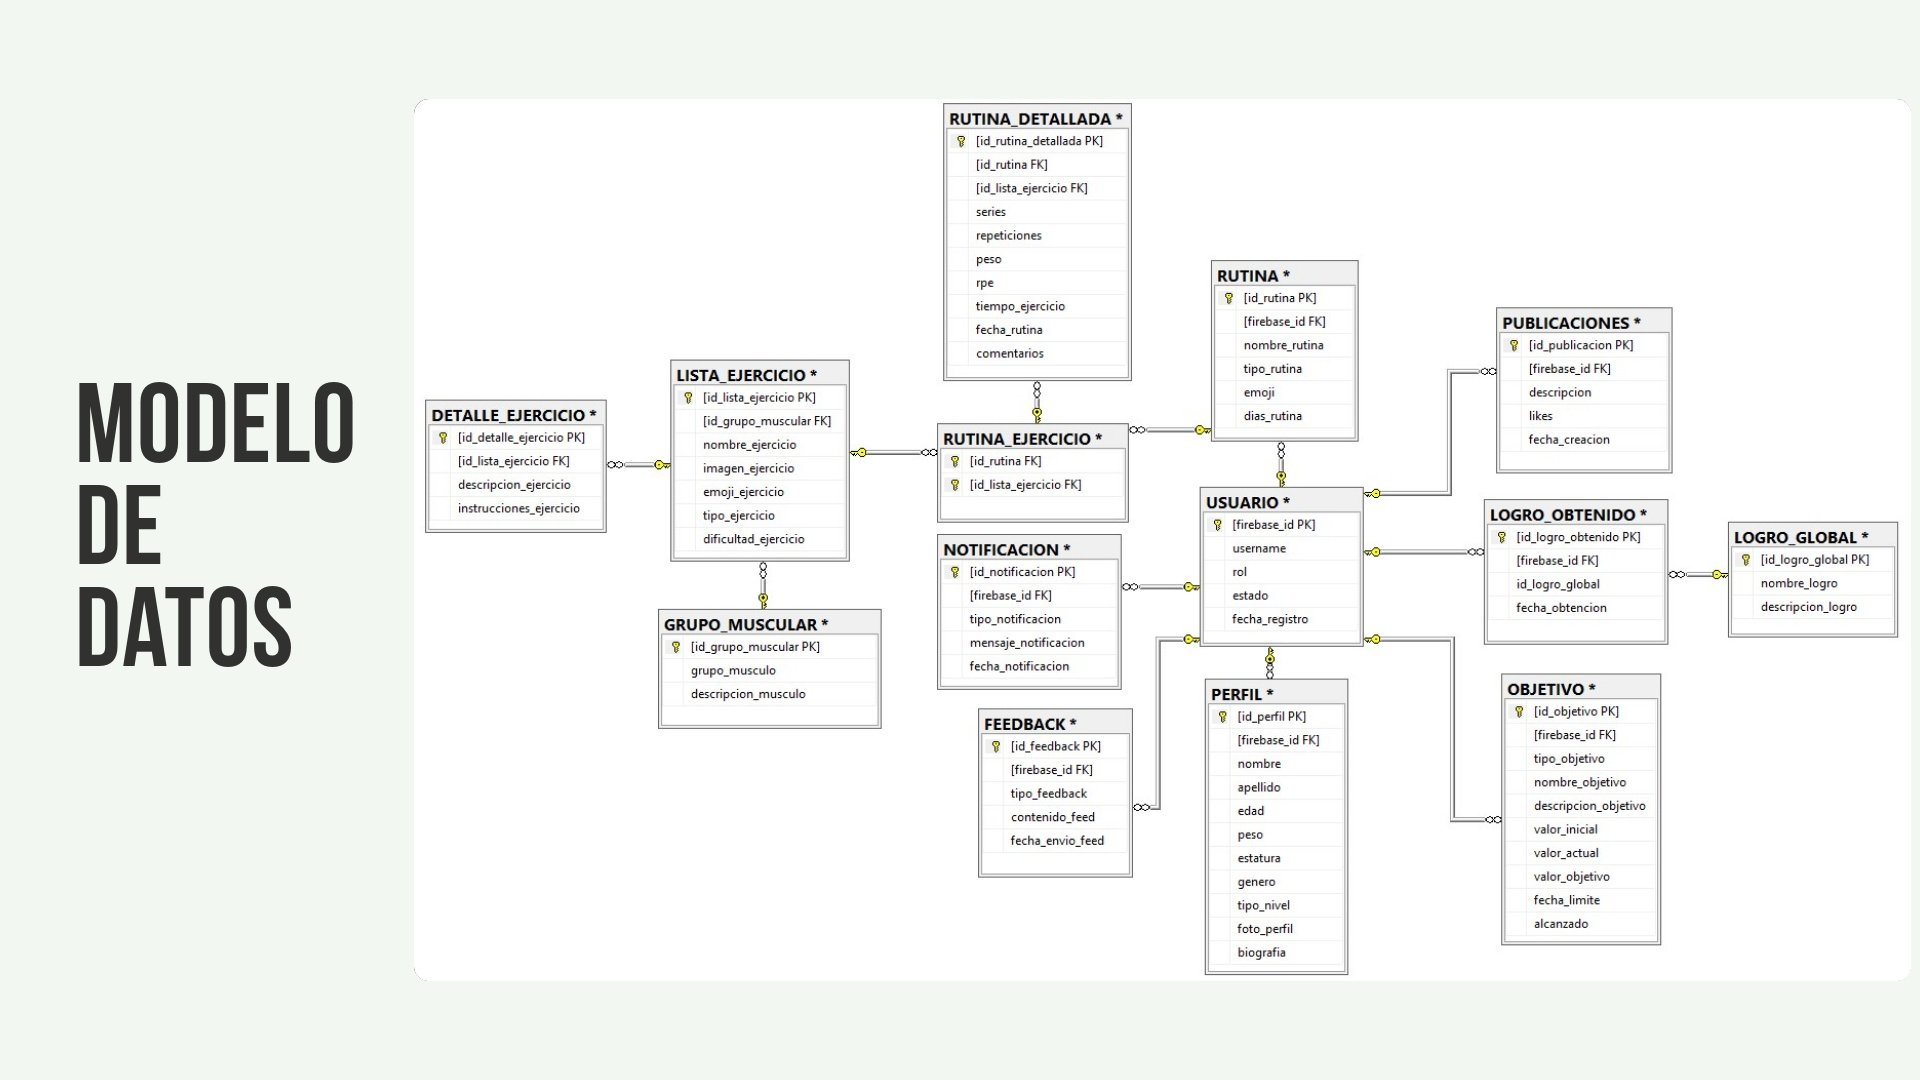 MODELO
DE
DATOS
RUTINA_DETALLADA *
[id_rutina_detallada PK]
[id_rutina FK]
[id_lista_ejercicio FK]
series
repeticiones
peso
rpe
tiempo_ejercicio
fecha_rutina
comentarios
RUTINA *
[id_rutina PK]
[firebase_id FK]
nombre_rutina
tipo_rutina
emoji
dias_rutina
PUBLICACIONES *
[id_publicacion PK]
[firebase_id FK]
descripcion
likes
fecha_creacion
LISTA_EJERCICIO *
[id_lista_ejercicio PK]
[id_grupo_muscular FK]
nombre_ejercicio
imagen_ejercicio
emoji_ejercicio
tipo_ejercicio
dificultad_ejercicio
DETALLE_EJERCICIO *
[id_detalle_ejercicio PK]
[id_lista_ejercicio FK]
descripcion_ejercicio
instrucciones_ejercicio
RUTINA_EJERCICIO *
[id_rutina FK]
[id_lista_ejercicio FK]
USUARIO *
[firebase_id PK]
username
rol
estado
fecha_registro
LOGRO_OBTENIDO *
[id_logro_obtenido PK]
[firebase_id FK]
id_logro_global
fecha_obtencion
LOGRO_GLOBAL *
[id_logro_global PK]
nombre_logro
descripcion_logro
NOTIFICACION *
[id_notificacion PK]
[firebase_id FK]
tipo_notificacion
mensaje_notificacion
fecha_notificacion
GRUPO_MUSCULAR *
[id_grupo_muscular PK]
grupo_musculo
descripcion_musculo
FEEDBACK *
[id_feedback PK]
[firebase_id FK]
tipo_feedback
contenido_feed
fecha_envio_feed
PERFIL *
[id_perfil PK]
[firebase_id FK]
nombre
apellido
edad
peso
estatura
genero
tipo_nivel
foto_perfil
biografia
OBJETIVO *
[id_objetivo PK]
[firebase_id FK]
tipo_objetivo
nombre_objetivo
descripcion_objetivo
valor_inicial
valor_actual
valor_objetivo
fecha_limite
alcanzado